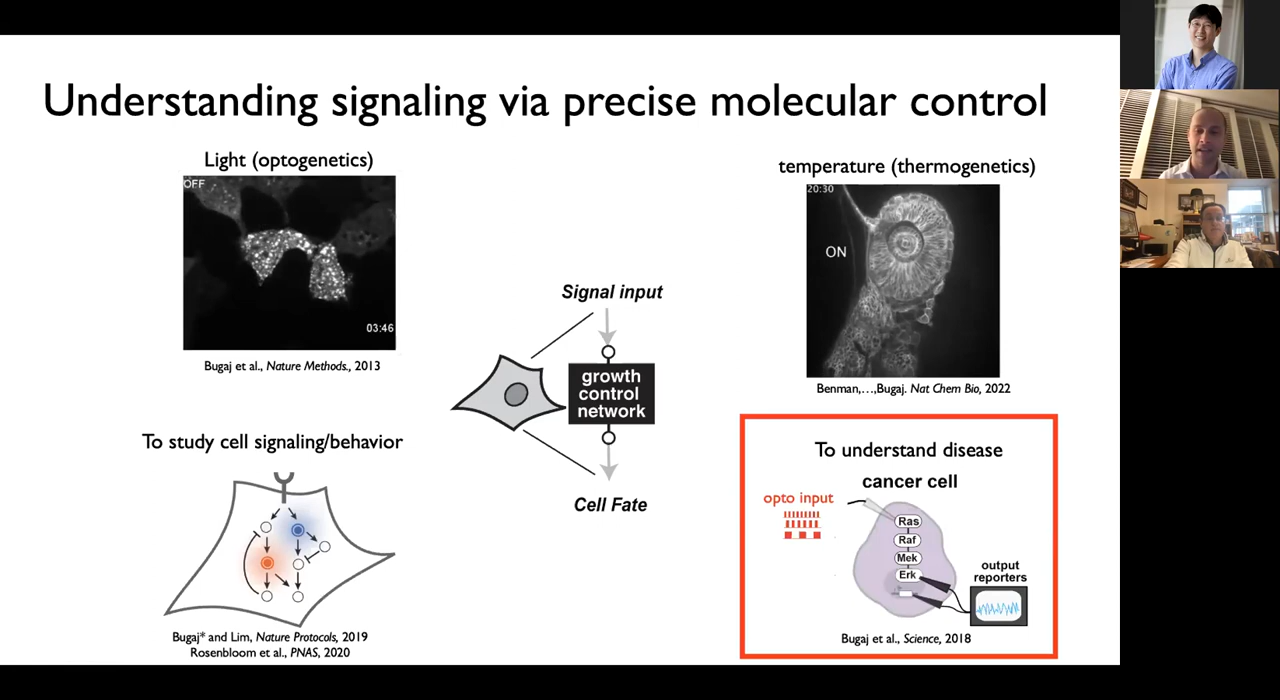 Understanding signaling via precise molecular control
Light (optogenetics)
OFF
03:46
Bugaj et al., Nature Methods., 2013
temperature (thermogenetics)
20:30
ON
Benman,…,Bugaj. Nat Chem Bio, 2022
Signal input
growth
control
network
Cell Fate
To study cell signaling/behavior
Bugaj* and Lim, Nature Protocols, 2019
Rosenbloom et al., PNAS, 2020
To understand disease
cancer cell
opto input
Ras
Raf
Mek
Erk
output
reporters
Bugaj et al., Science, 2018